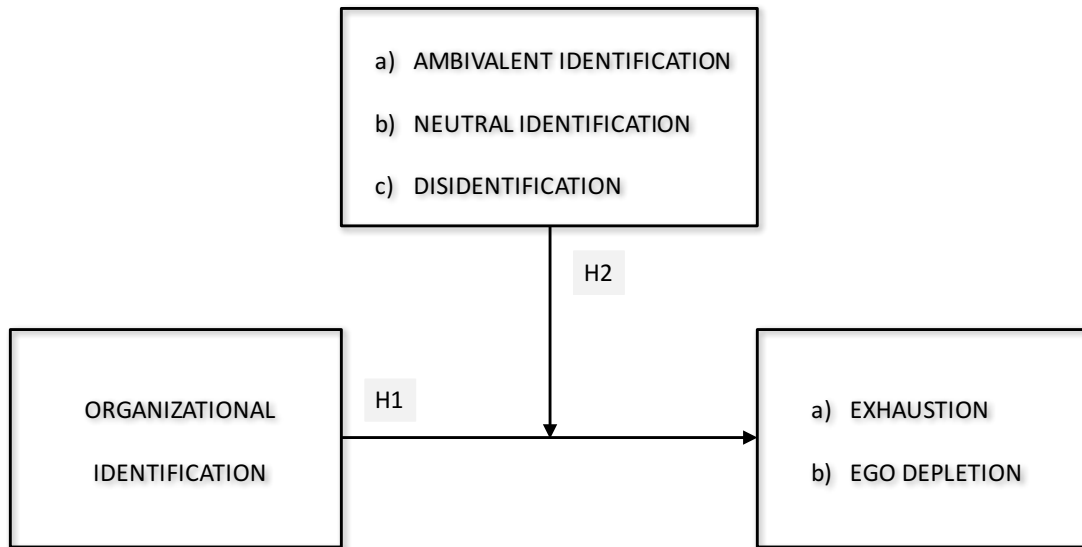 a) AMBIVALENT IDENTIFICATION
b) NEUTRAL IDENTIFICATION
c) DISIDENTIFICATION
H2
H1
ORGANIZATIONAL
IDENTIFICATION
a) EXHAUSTION
b) EGO DEPLETION